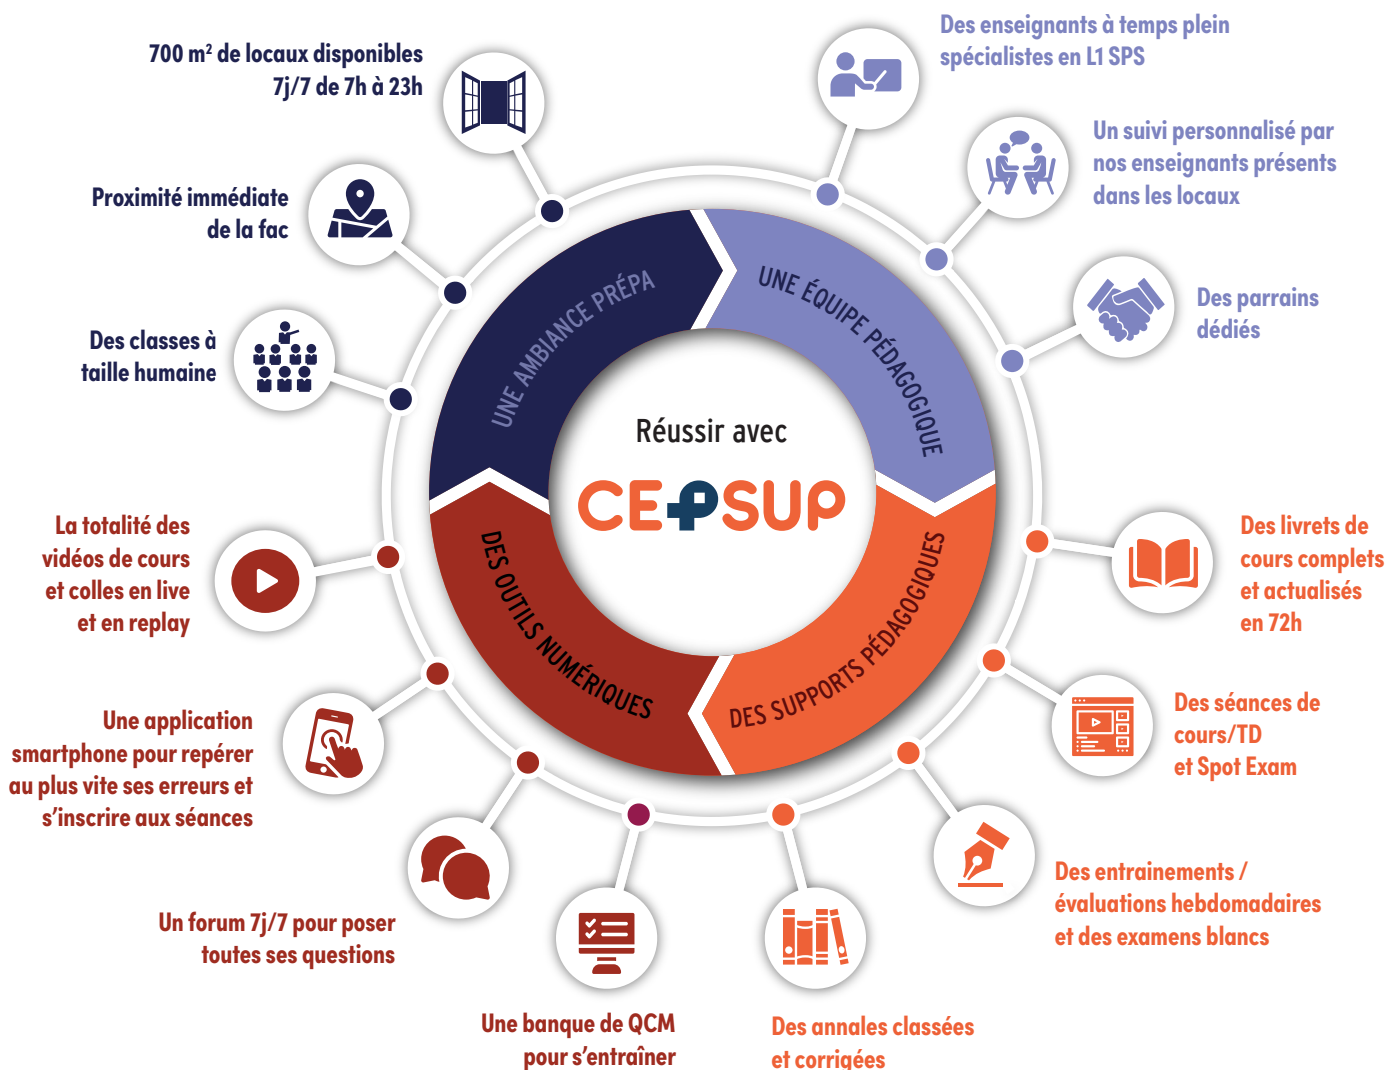 Réussir avec
CEPSUP
UNE AMBIANCE PRÉPA
700 m² de locaux disponibles
7j/7 de 7h à 23h
Proximité immédiate
de la fac
Des classes à
taille humaine
UNE ÉQUIPE PÉDAGOGIQUE
Des enseignants à temps plein
spécialistes en L1 SPS
Un suivi personnalisé par
nos enseignants présents
dans les locaux
Des parrains
dédiés
DES SUPPORTS PÉDAGOGIQUES
Des livrets de
cours complets
et actualisés
en 72h
Des séances de
cours/TD
et Spot Exam
Des entrainements /
évaluations hebdomadaires
et des examens blancs
Des annales classées
et corrigées
DES OUTILS NUMÉRIQUES
La totalité des
vidéos de cours
et colles en live
et en replay
Une application
smartphone pour repérer
au plus vite ses erreurs et
s’inscrire aux séances
Un forum 7j/7 pour poser
toutes ses questions
Une banque de QCM
pour s’entraîner